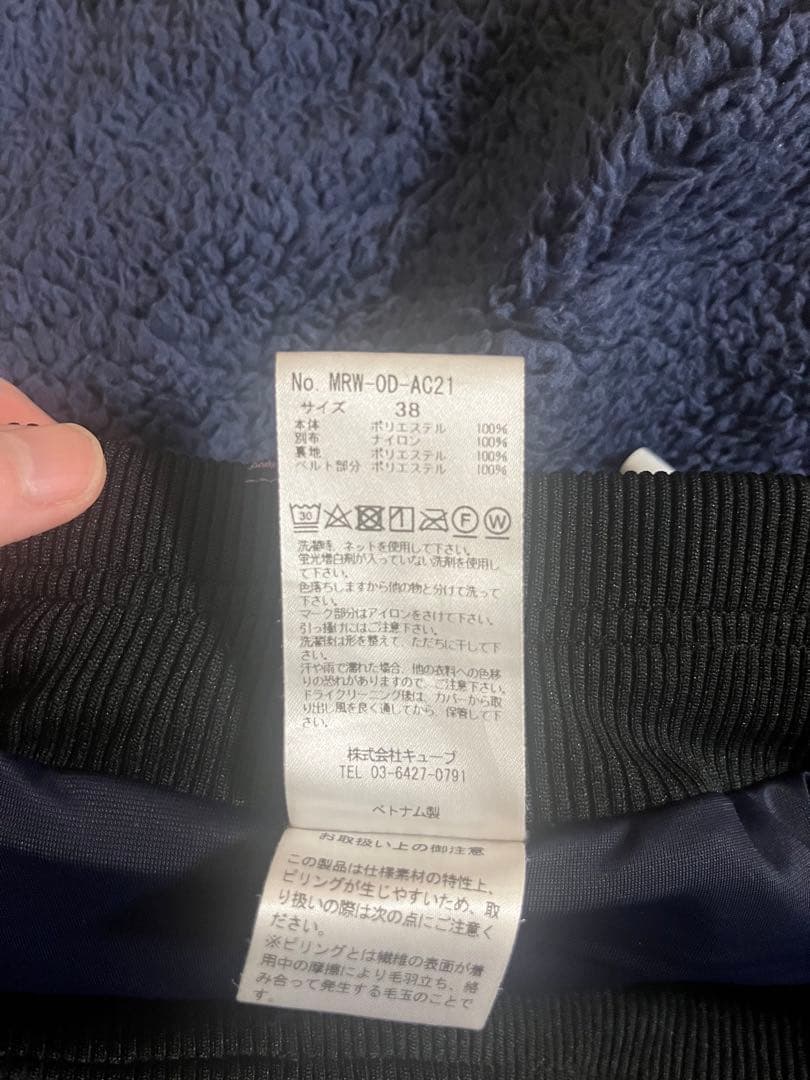 No. MRW-OD-AC21
サイズ 38
本体 ポリエステル 100%
別布 ナイロン 100%
裏地 ポリエステル 100%
ベルト部分 ポリエステル 100%
30 F W
洗濯時、ネットを使用して下さい。
蛍光増白剤が入っていない洗剤を使用し
て下さい。
色落ちしますから他の物と分けて洗って
下さい。
マーク部分はアイロンをさけて下さい。
引っ掻けにはご注意下さい。
洗濯後は形を整えて、ただちに干して下
さい。
汗や雨で濡れた場合、他の衣料への色移
りの恐れがありますので、ご注意下さい。
ドライクリーニング後は、カバーから取
り出し風を良く通してから、保管して下
さい。
株式会社キューブ
TEL 03-6427-0791
ベトナム製
お取扱い上の御注意
この製品は仕様素材の特性上、
ピリングが生じやすいため、取
り扱いの際は次の点にご注意く
ださい。
※ピリングとは繊維の表面が着
用中の摩擦により毛羽立ち、絡
み合って発生する毛玉のことで
す。